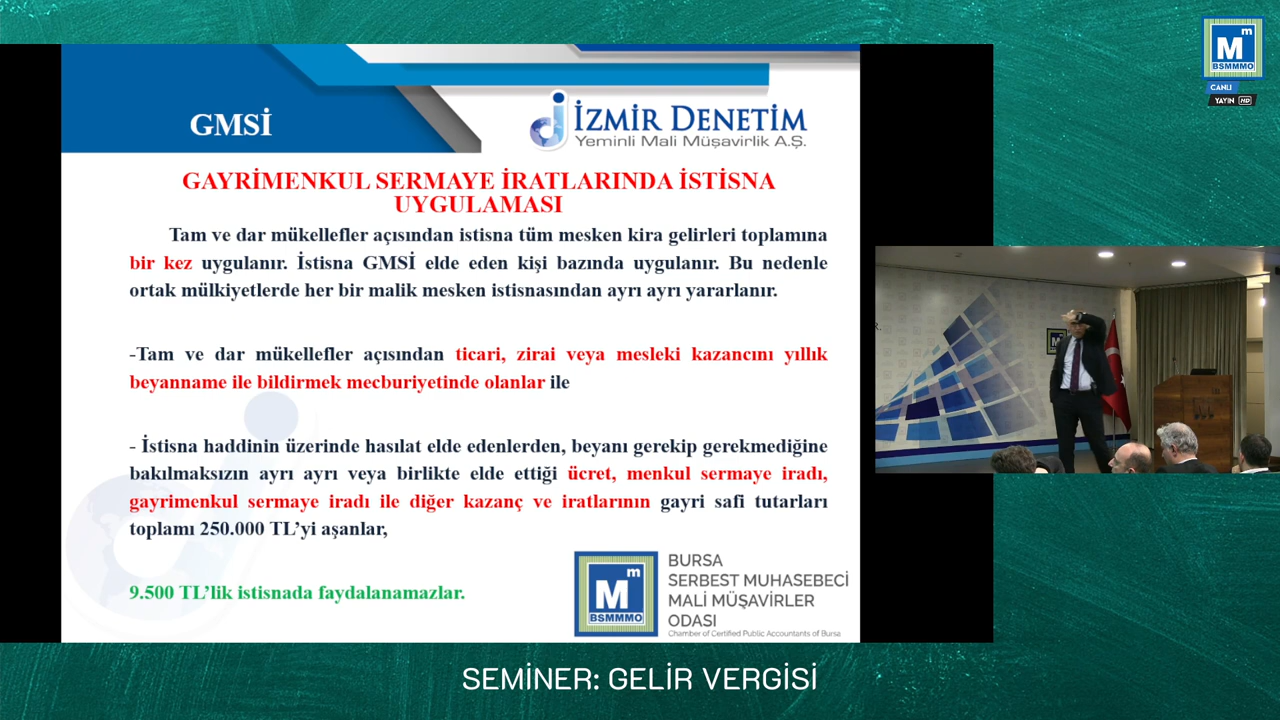 m
M
BSMMMO
CANLI
YAYIN HD
GMSİ
İZMİR DENETİM
Yeminli Mali Müşavirlik A.Ş.
GAYRİMENKUL SERMAYE İRATLARINDA İSTİSNA
UYGULAMASI
Tam ve dar mükellefler açısından istisna tüm mesken kira gelirleri toplamına
bir kez uygulanır. İstisna GMSİ elde eden kişi bazında uygulanır. Bu nedenle
ortak mülkiyetlerde her bir malik mesken istisnasından ayrı ayrı yararlanır.
-Tam ve dar mükellefler açısından ticari, zirai veya mesleki kazancını yıllık
beyanname ile bildirmek mecburiyetinde olanlar ile
- İstisna haddinin üzerinde hasılat elde edenlerden, beyanı gerekip gerekmediğine
bakılmaksızın ayrı ayrı veya birlikte elde ettiği ücret, menkul sermaye iradı,
gayrimenkul sermaye iradı ile diğer kazanç ve iratlarının gayri safi tutarları
toplamı 250.000 TL’yi aşanlar,
9.500 TL’lik istisnada faydalanamazlar.
m
M
BSMMMO
BURSA
SERBEST MUHASEBECİ
MALİ MÜŞAVİRLER
ODASI
Chamber of Certified Public Accountants of Bursa
SEMİNER: GELİR VERGİSİ